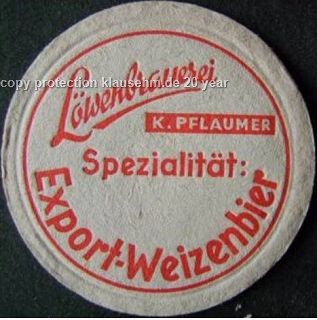 Löwenbrauerei
copy protection klausehm.de 20 year
K. PFLAUMER
Spezialität:
Export-Weizenbier